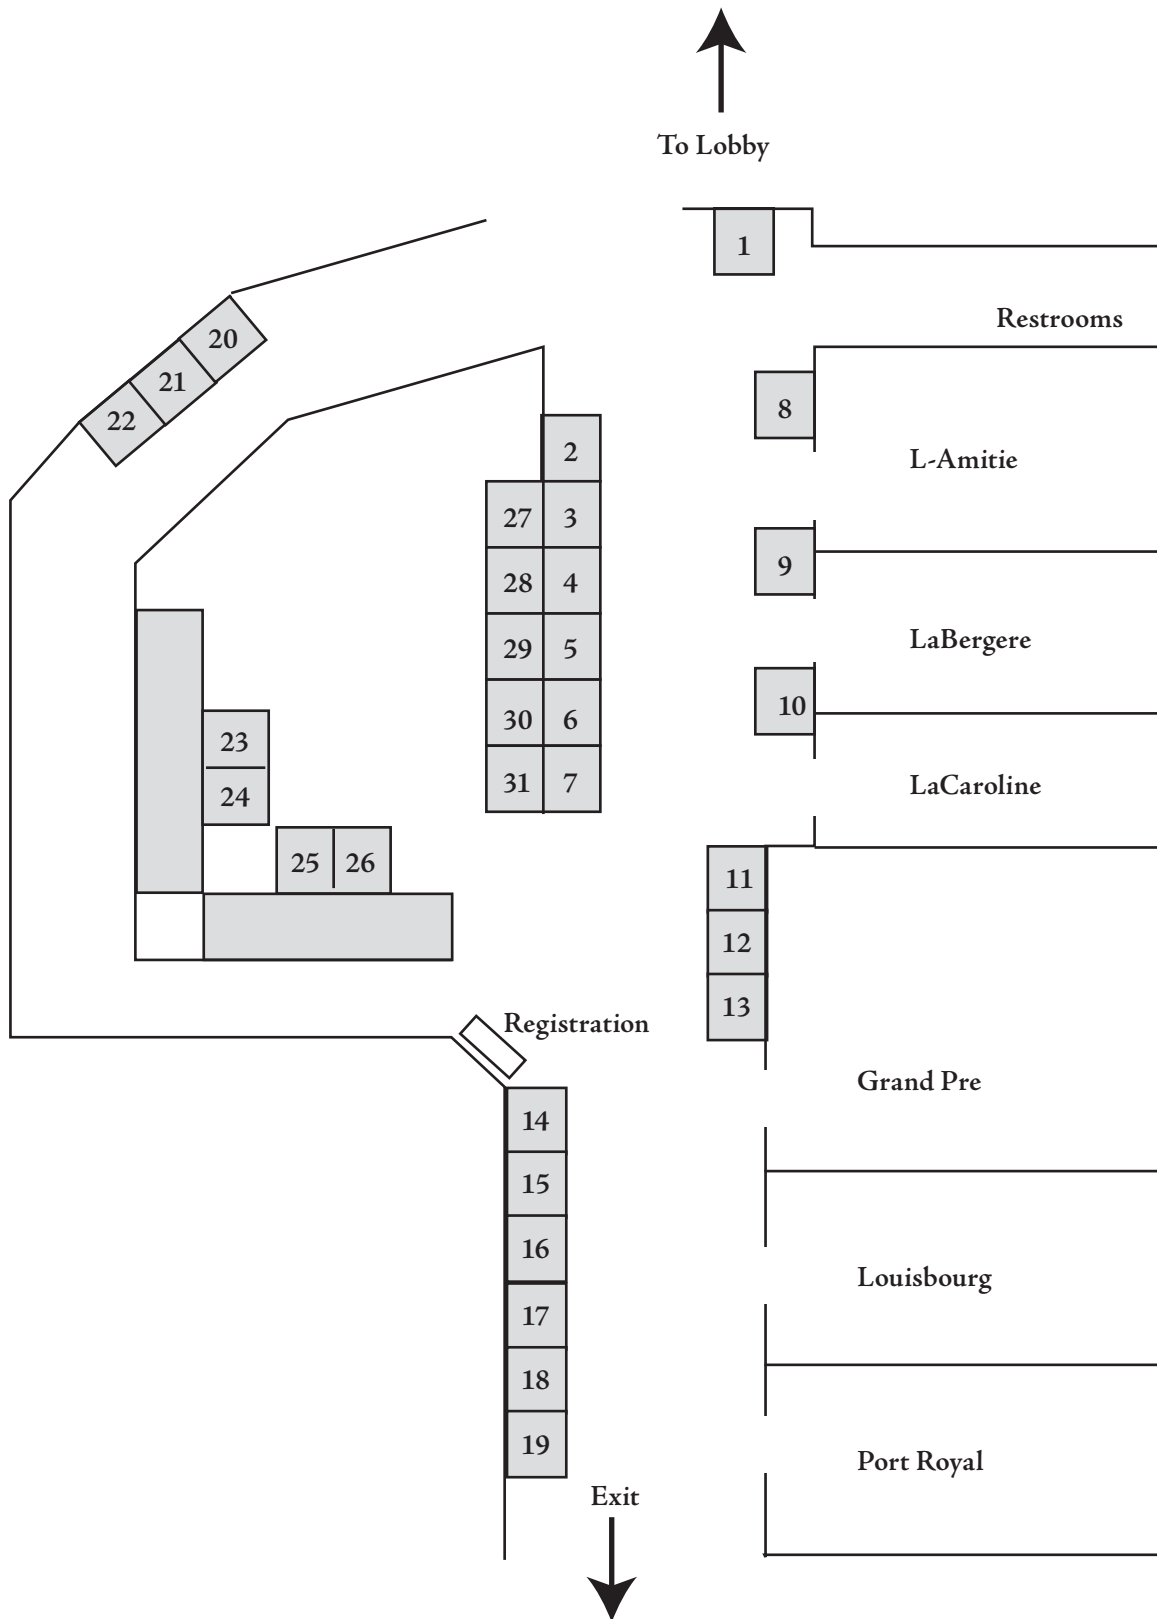 To Lobby
1
Restrooms
20
21
22
8
2
L-Amitie
27 3
28 4
9
29 5
LaBergere
30 6
10
31 7
LaCaroline
23
24
25 26
11
12
13
Registration
Grand Pre
14
15
16
Louisbourg
17
18
19
Port Royal
Exit